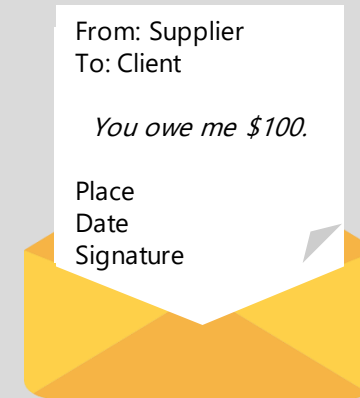 From: Supplier
To: Client
You owe me $100.
Place
Date
Signature